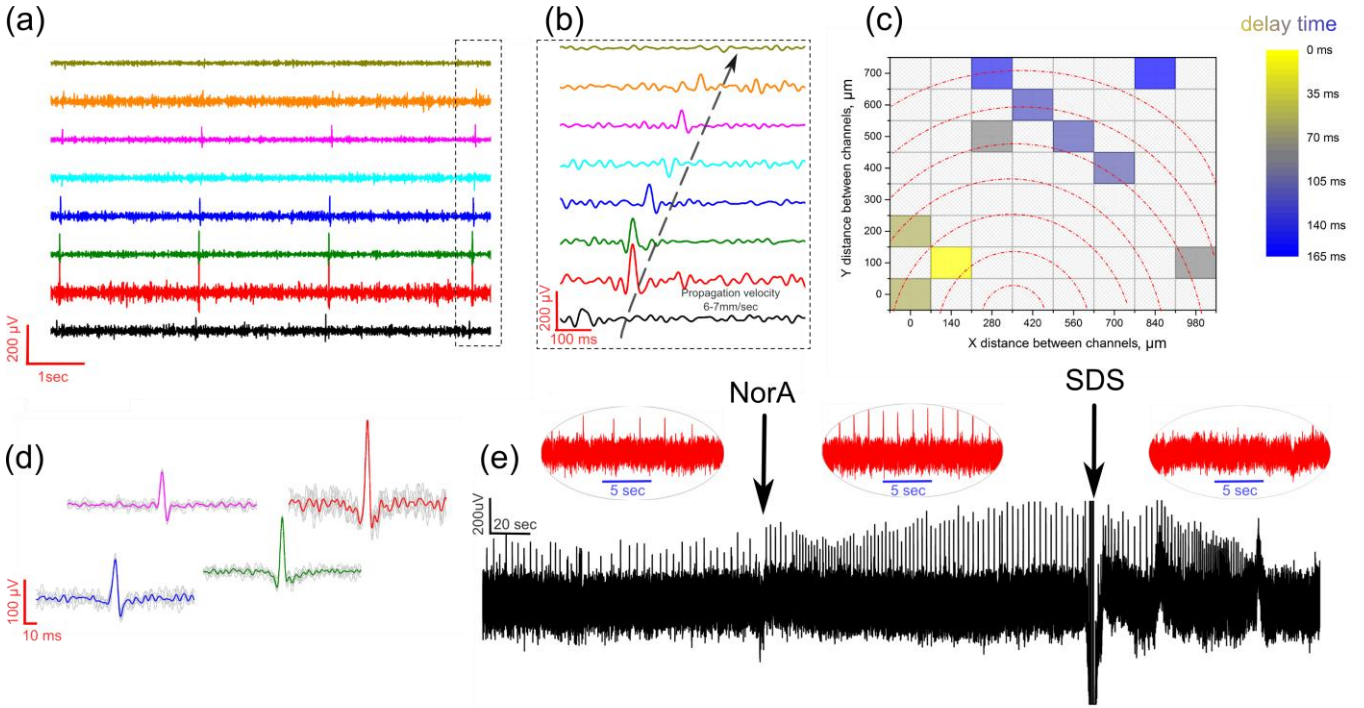 (a)
200 µV
1sec
(b)
Propagation velocity
6-7mm/sec
200 µV
100 ms
(c)
delay time
0 ms
35 ms
70 ms
105 ms
140 ms
165 ms
700
600
500
400
300
200
100
0
Y distance between channels, µm
0 140 280 420 560 700 840 980
X distance between channels, µm
(d)
100 µV
10 ms
(e)
NorA
SDS
5 sec
5 sec
5 sec
200uV
20 sec